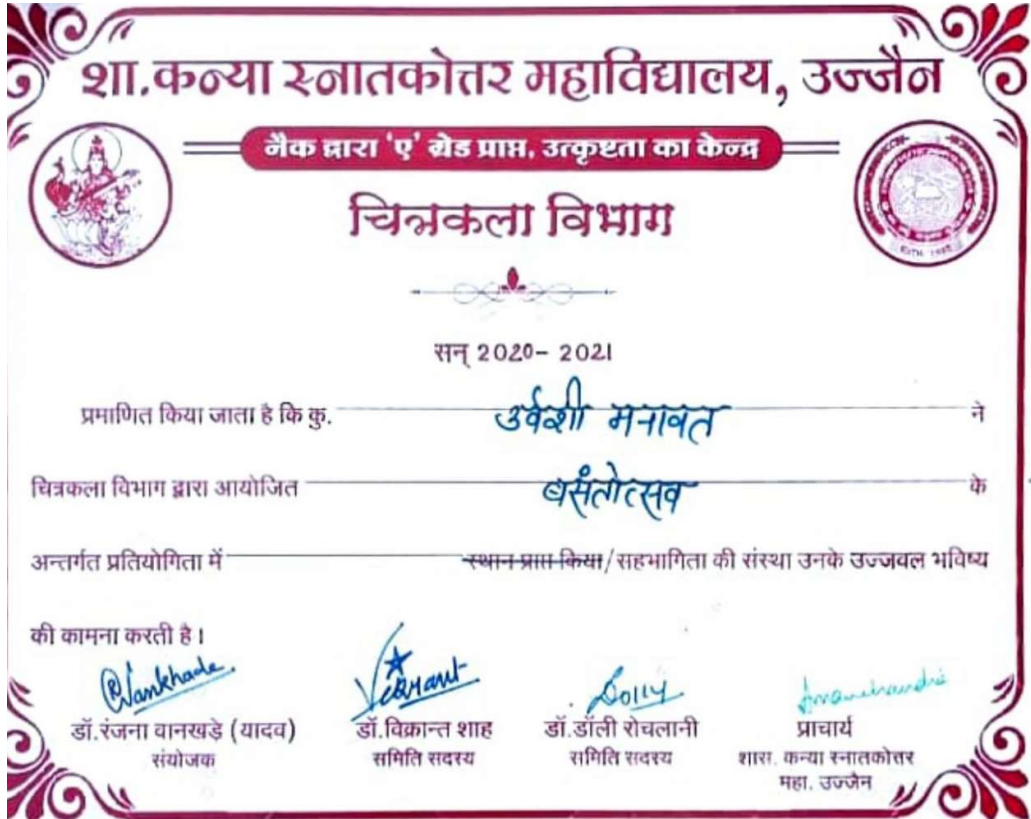 शा.कन्या स्नातकोत्तर महाविद्यालय, उज्जैन
नैक द्वारा 'ए' ग्रेड प्राप्त, उत्कृष्टता का केन्द्र
चित्रकला विभाग
सन् 2020- 2021
प्रमाणित किया जाता है कि कु. उर्वशी मनावत ने
चित्रकला विभाग द्वारा आयोजित बसंतोत्सव के
अन्तर्गत प्रतियोगिता में स्थान प्राप्त किया/सहभागिता की संस्था उनके उज्जवल भविष्य
की कामना करती है।
RWankhade Vikrant Dolly
डॉ.रंजना वानखड़े (यादव) डॉ.विक्रान्त शाह डॉ.डॉली रोचलानी प्राचार्य
संयोजक समिति सदस्य समिति सदस्य शास. कन्या स्नातकोत्तर
महा. उज्जैन